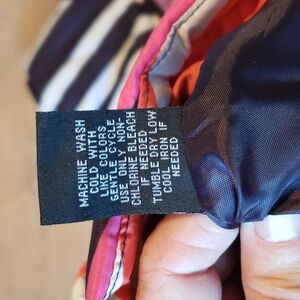 MACHINE WASH
COLD WITH
LIKE COLORS
GENTLE CYCLE
USE ONLY NON-
CHLORINE BLEACH
IF NEEDED
TUMBLE DRY LOW
COOL IRON IF
NEEDED